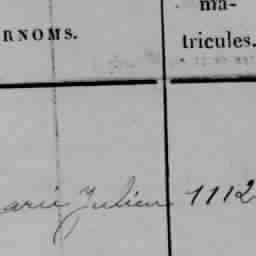 RNOMS.
ma-
tricules.
arie Julien 1112